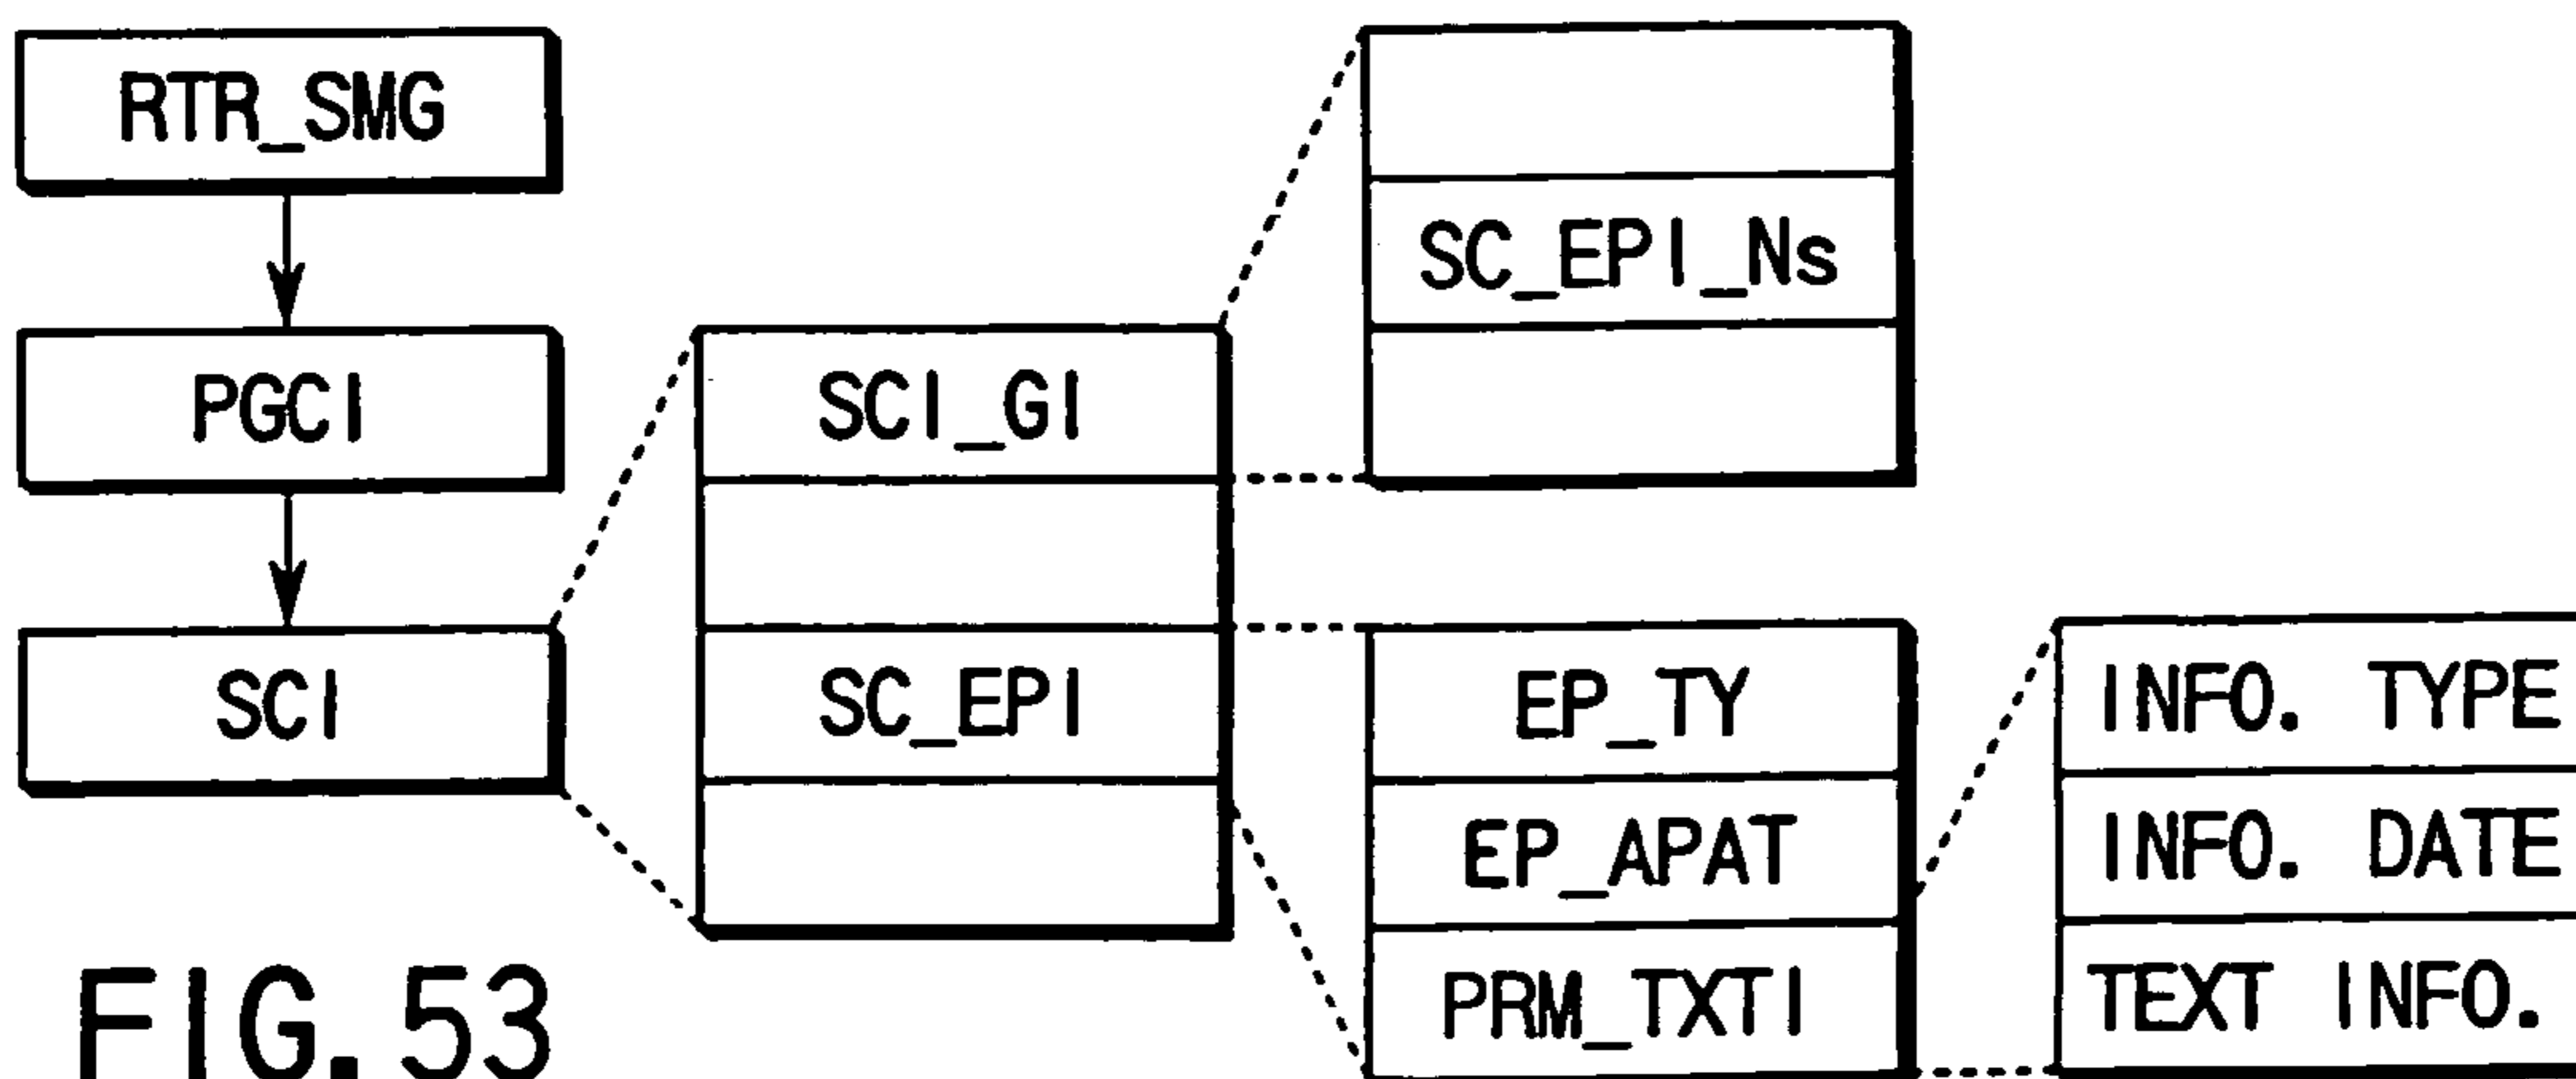 RTR_SMG
PGCI
SCI
SCI_GI
SC_EPI
SC_EPI_Ns
EP_TY
EP_APAT
PRM_TXTI
INFO. TYPE
INFO. DATE
TEXT INFO.
FIG. 53